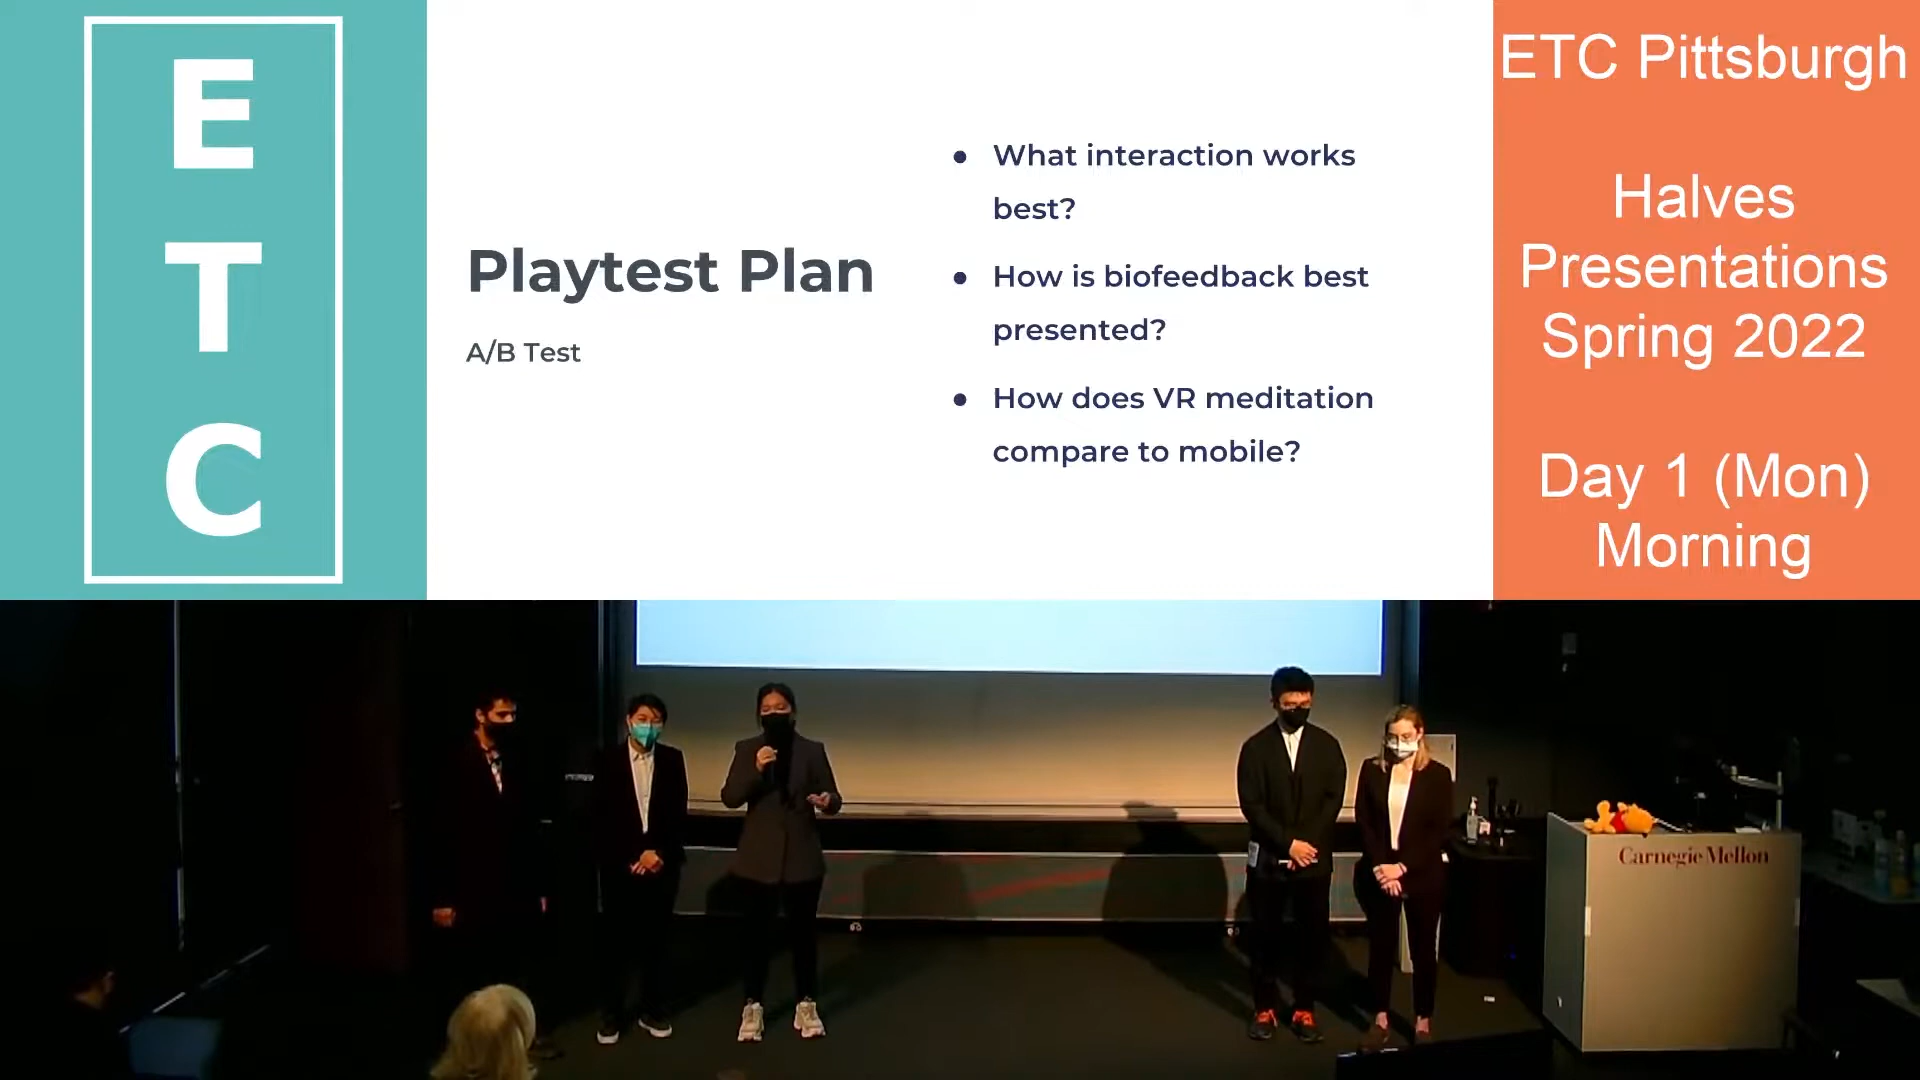 E
T
C
Playtest Plan
A/B Test
● What interaction works
best?
● How is biofeedback best
presented?
● How does VR meditation
compare to mobile?
ETC Pittsburgh
Halves
Presentations
Spring 2022
Day 1 (Mon)
Morning
Carnegie Mellon